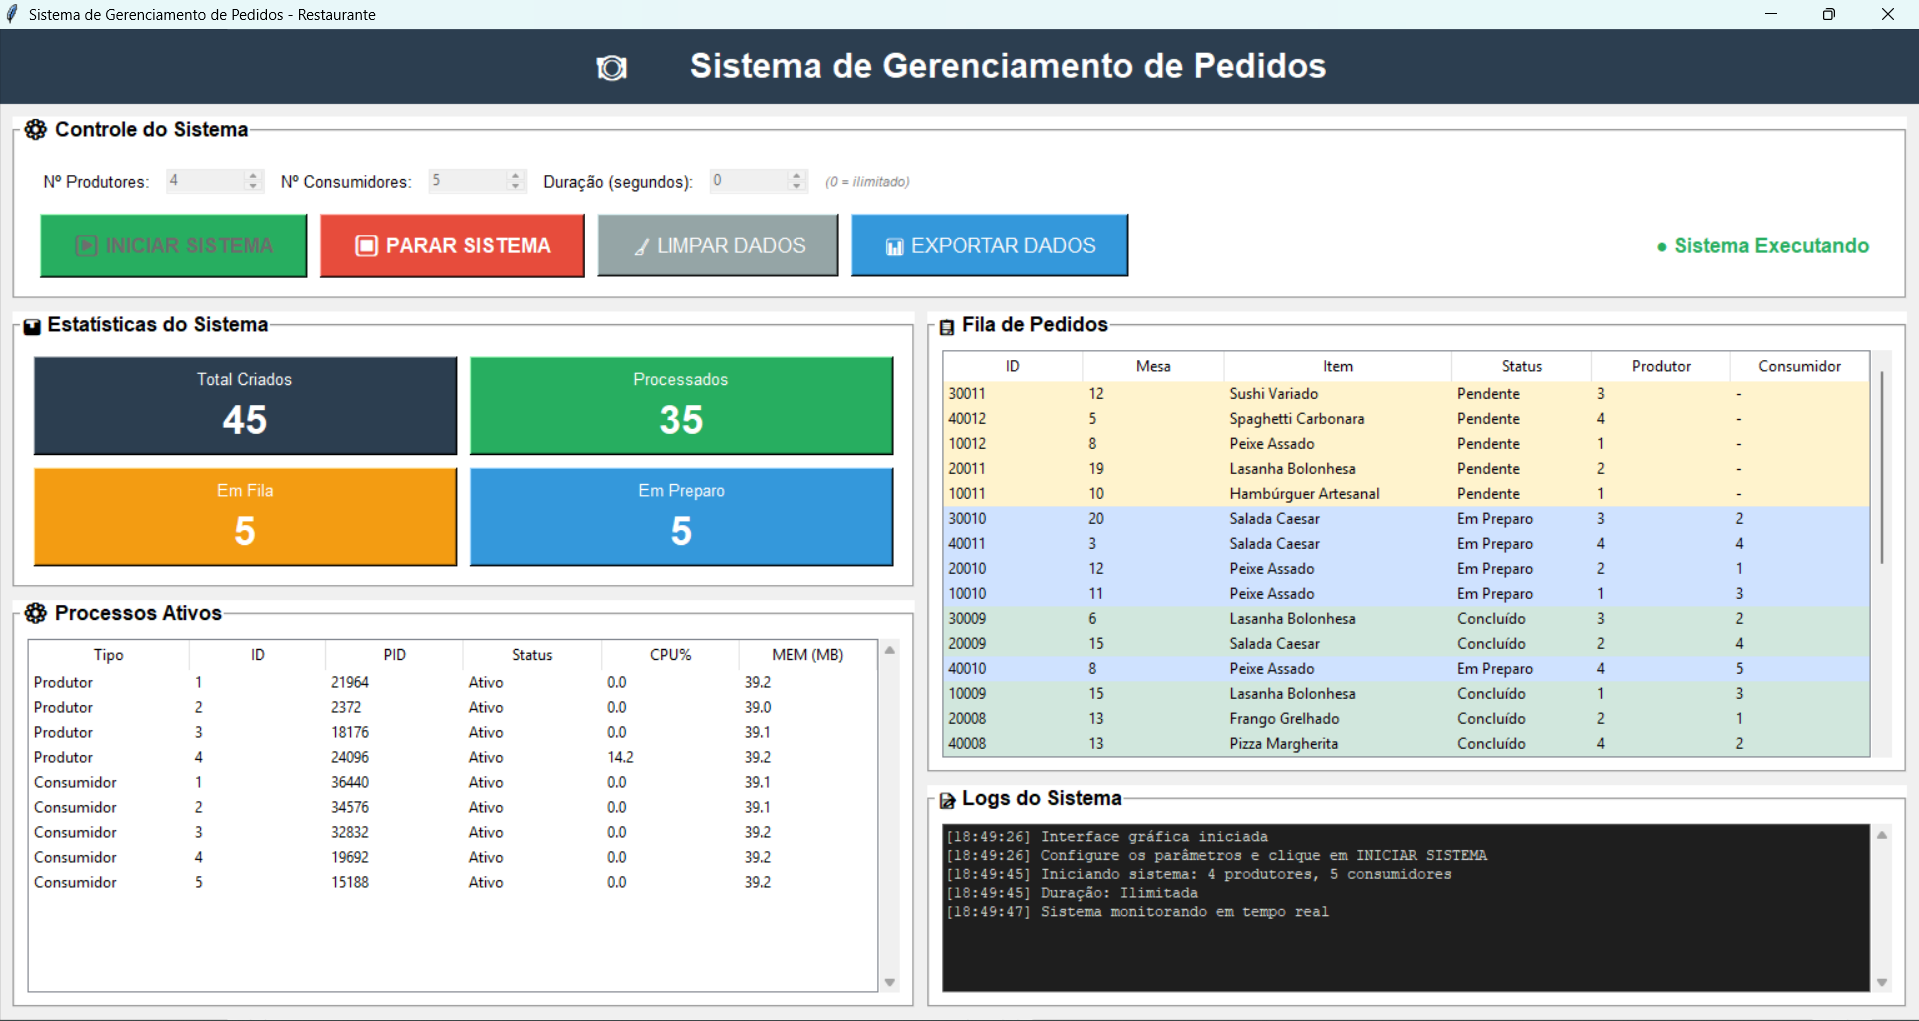 Sistema de Gerenciamento de Pedidos - Restaurante
Sistema de Gerenciamento de Pedidos
Controle do Sistema
Nº Produtores: 4 Nº Consumidores: 5 Duração (segundos): 0 (0 = ilimitado)
INICIAR SISTEMA PARAR SISTEMA LIMPAR DADOS EXPORTAR DADOS ● Sistema Executando
Estatísticas do Sistema
Total Criados
45
Processados
35
Em Fila
5
Em Preparo
5
Processos Ativos
Tipo ID PID Status CPU% MEM (MB)
Produtor 1 21964 Ativo 0.0 39.2
Produtor 2 2372 Ativo 0.0 39.0
Produtor 3 18176 Ativo 0.0 39.1
Produtor 4 24096 Ativo 14.2 39.2
Consumidor 1 36440 Ativo 0.0 39.1
Consumidor 2 34576 Ativo 0.0 39.1
Consumidor 3 32832 Ativo 0.0 39.2
Consumidor 4 19692 Ativo 0.0 39.2
Consumidor 5 15188 Ativo 0.0 39.2
Fila de Pedidos
ID Mesa Item Status Produtor Consumidor
30011 12 Sushi Variado Pendente 3 -
40012 5 Spaghetti Carbonara Pendente 4 -
10012 8 Peixe Assado Pendente 1 -
20011 19 Lasanha Bolonhesa Pendente 2 -
10011 10 Hambúrguer Artesanal Pendente 1 -
30010 20 Salada Caesar Em Preparo 3 2
40011 3 Salada Caesar Em Preparo 4 4
20010 12 Peixe Assado Em Preparo 2 1
10010 11 Peixe Assado Em Preparo 1 3
30009 6 Lasanha Bolonhesa Concluído 3 2
20009 15 Salada Caesar Concluído 2 4
40010 8 Peixe Assado Em Preparo 4 5
10009 15 Lasanha Bolonhesa Concluído 1 3
20008 13 Frango Grelhado Concluído 2 1
40008 13 Pizza Margherita Concluído 4 2
Logs do Sistema
[18:49:26] Interface gráfica iniciada
[18:49:26] Configure os parâmetros e clique em INICIAR SISTEMA
[18:49:45] Iniciando sistema: 4 produtores, 5 consumidores
[18:49:45] Duração: Ilimitada
[18:49:47] Sistema monitorando em tempo real